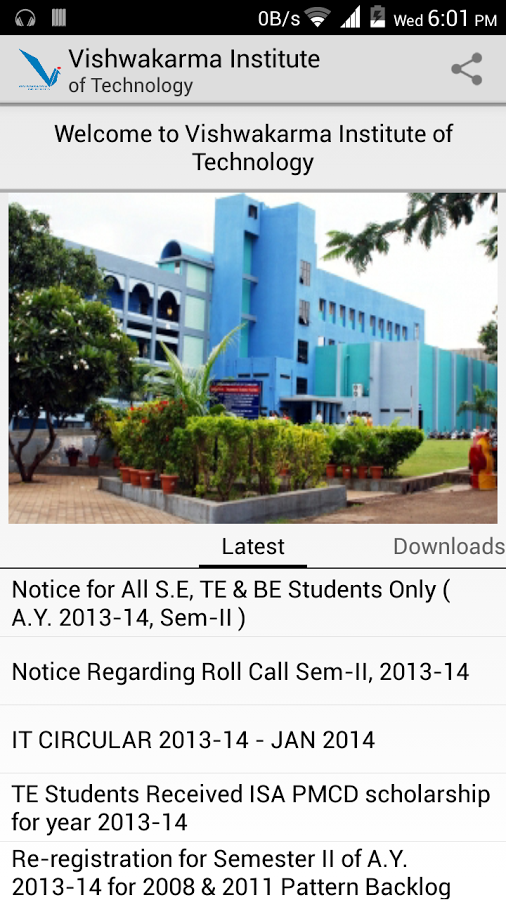 0B/s Wed 6:01 PM
Vishwakarma Institute
of Technology
Welcome to Vishwakarma Institute of
Technology
Latest Downloads
Notice for All S.E, TE & BE Students Only (
A.Y. 2013-14, Sem-II )
Notice Regarding Roll Call Sem-II, 2013-14
IT CIRCULAR 2013-14 - JAN 2014
TE Students Received ISA PMCD scholarship
for year 2013-14
Re-registration for Semester II of A.Y.
2013-14 for 2008 & 2011 Pattern Backlog